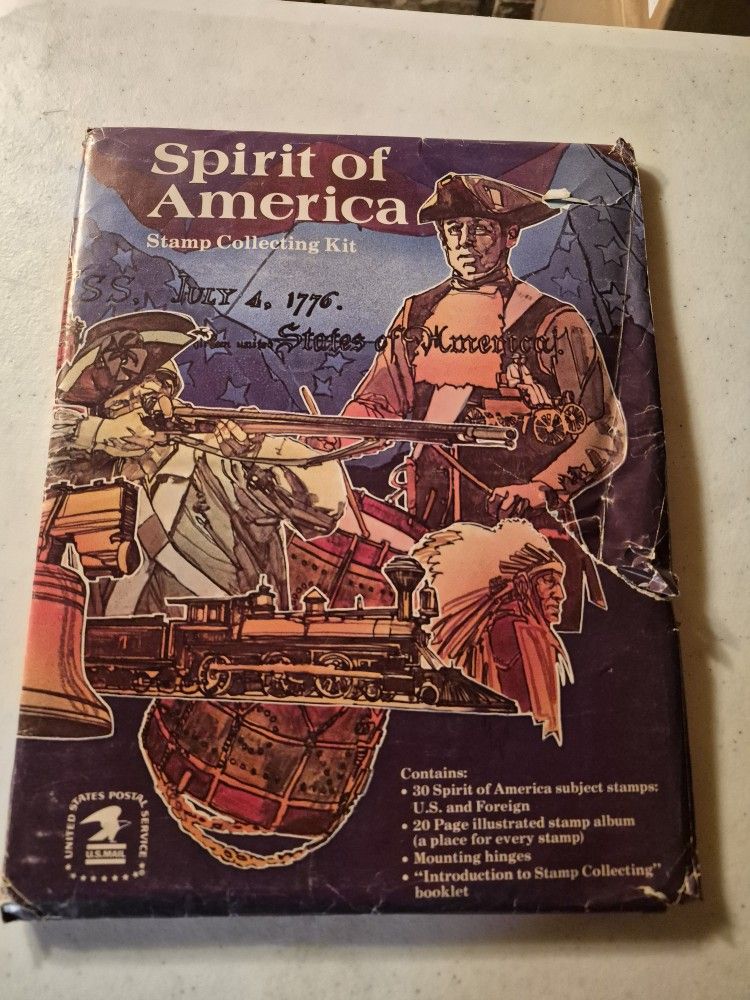 Spirit of
America
Stamp Collecting Kit
SS, JULY 4, 1776.
States of America
UNITED STATES POSTAL SERVICE
U.S. MAIL
Contains:
• 30 Spirit of America subject stamps:
U.S. and Foreign
• 20 Page illustrated stamp album
(a place for every stamp)
• Mounting hinges
• "Introduction to Stamp Collecting"
booklet